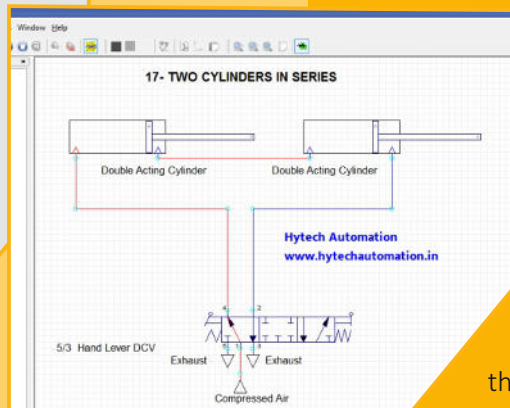 Window Help
17- TWO CYLINDERS IN SERIES
Double Acting Cylinder
Double Acting Cylinder
Hytech Automation
www.hytechautomation.in
4
2
5/3 Hand Lever DCV
5
1
3
Exhaust
Exhaust
Compressed Air
th